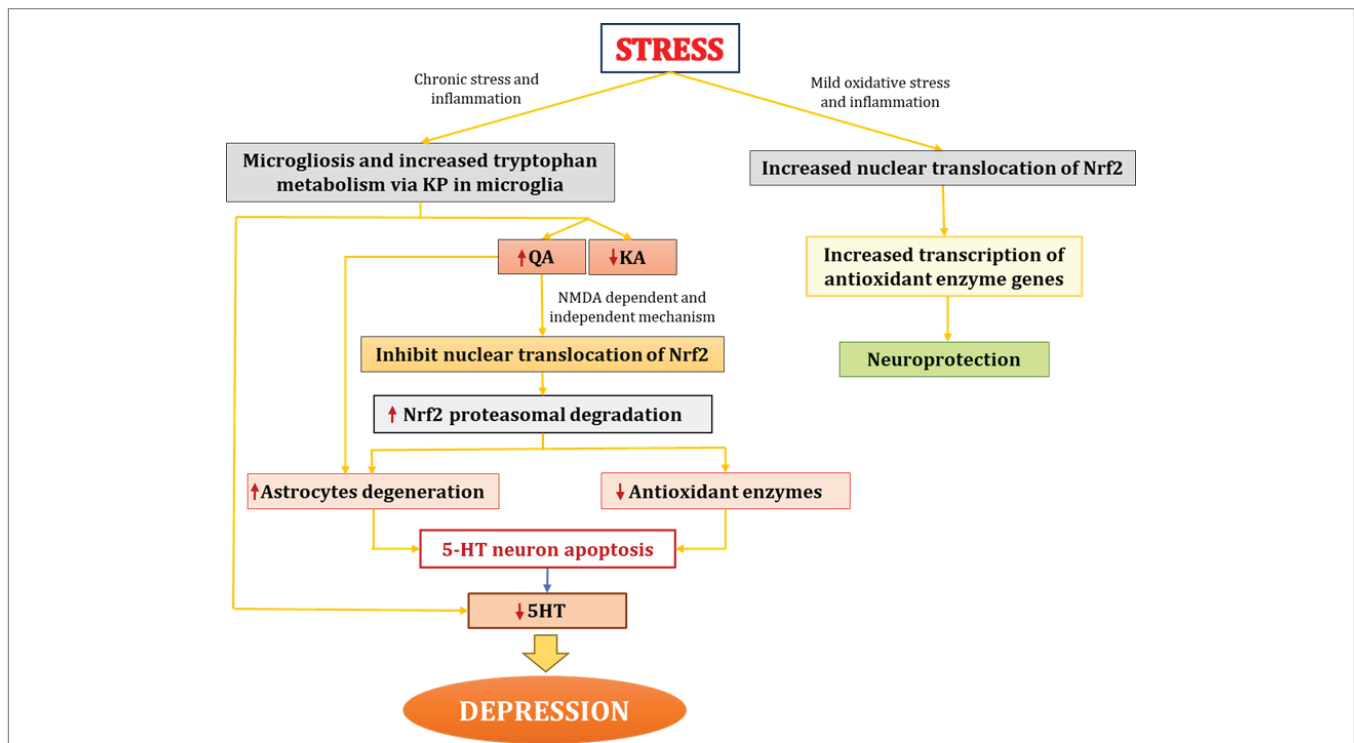 STRESS
Chronic stress and
inflammation
Mild oxidative stress
and inflammation
Microgliosis and increased tryptophan
metabolism via KP in microglia
Increased nuclear translocation of Nrf2
↑QA
↓KA
Increased transcription of
antioxidant enzyme genes
NMDA dependent and
independent mechanism
Inhibit nuclear translocation of Nrf2
Neuroprotection
↑ Nrf2 proteasomal degradation
↑Astrocytes degeneration
↓ Antioxidant enzymes
5-HT neuron apoptosis
↓5HT
DEPRESSION